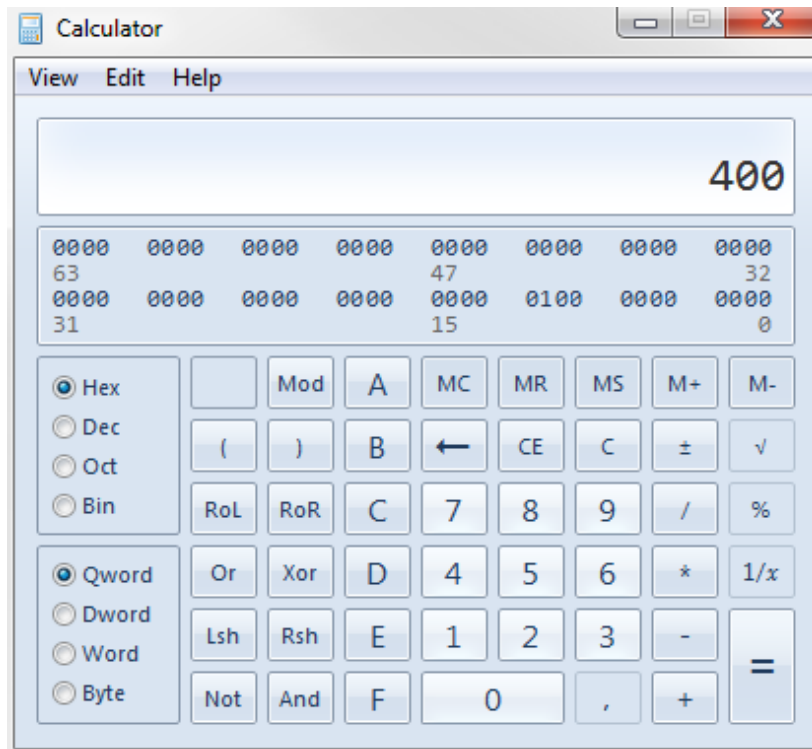 Calculator
View Edit Help
400
0000 0000 0000 0000 0000 0000 0000 0000
63 47 32
0000 0000 0000 0000 0000 0100 0000 0000
31 15 0
Hex Mod A MC MR MS M+ M-
Dec ( ) B ← CE C ± √
Oct
Bin RoL RoR C 7 8 9 / %
Qword Or Xor D 4 5 6 * 1/x
Dword Lsh Rsh E 1 2 3 - =
Word
Byte Not And F 0 , +